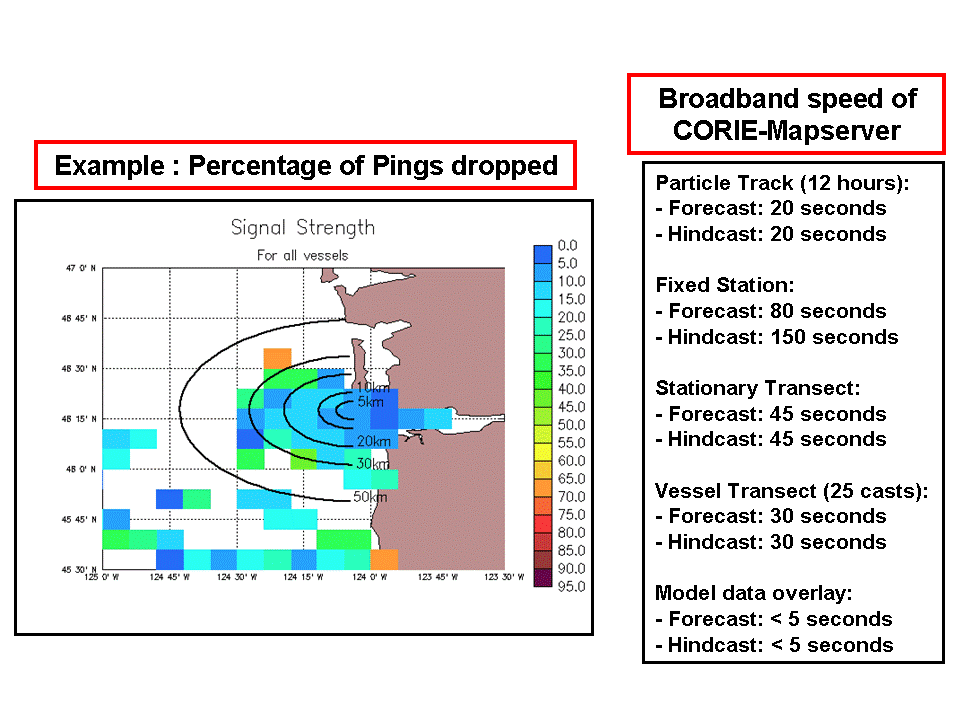 Broadband speed of
CORIE-Mapserver
Example : Percentage of Pings dropped
Signal Strength
For all vessels
47 0' N
46 45' N
46 30' N
46 15' N
46 0' N
45 45' N
45 30' N
125 0' W
124 45' W
124 30' W
124 15' W
124 0' W
123 45' W
123 30' W
10km
5km
20km
30km
50km
0.0
5.0
10.0
15.0
20.0
25.0
30.0
35.0
40.0
45.0
50.0
55.0
60.0
65.0
70.0
75.0
80.0
85.0
90.0
95.0
Particle Track (12 hours):
- Forecast: 20 seconds
- Hindcast: 20 seconds
Fixed Station:
- Forecast: 80 seconds
- Hindcast: 150 seconds
Stationary Transect:
- Forecast: 45 seconds
- Hindcast: 45 seconds
Vessel Transect (25 casts):
- Forecast: 30 seconds
- Hindcast: 30 seconds
Model data overlay:
- Forecast: < 5 seconds
- Hindcast: < 5 seconds